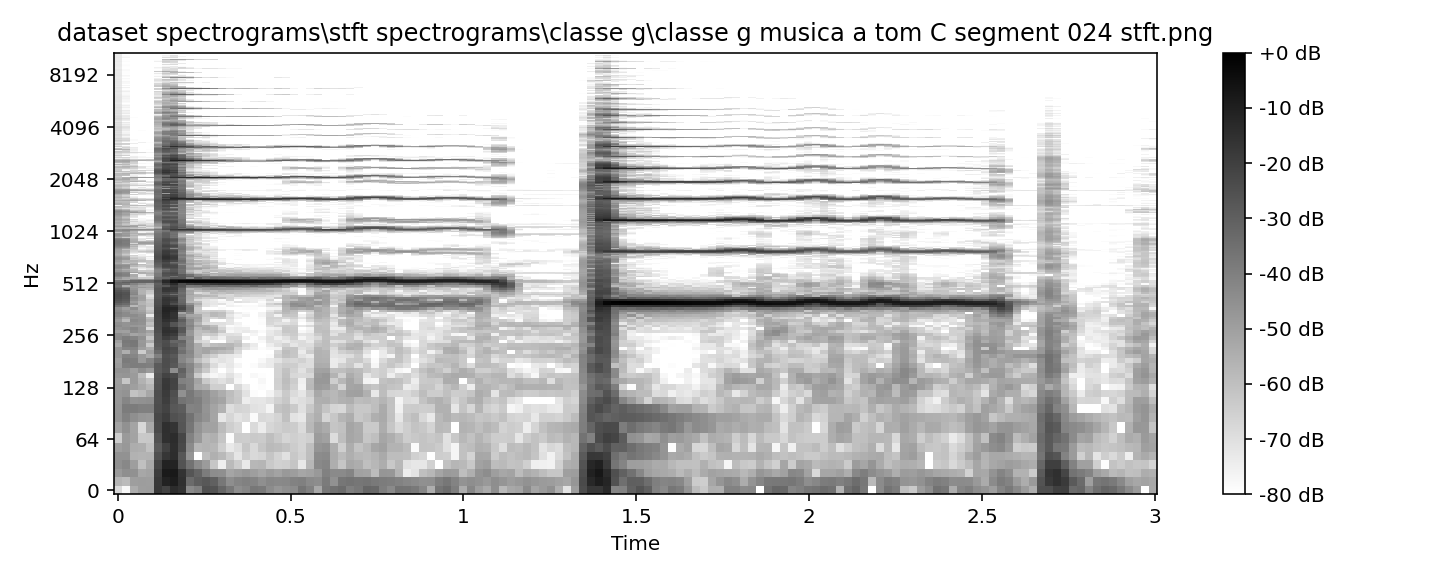 dataset spectrograms\stft spectrograms\classe g\classe g musica a tom C segment 024 stft.png
Hz
8192
4096
2048
1024
512
256
128
64
0
0 0.5 1 1.5 2 2.5 3
Time
+0 dB
-10 dB
-20 dB
-30 dB
-40 dB
-50 dB
-60 dB
-70 dB
-80 dB